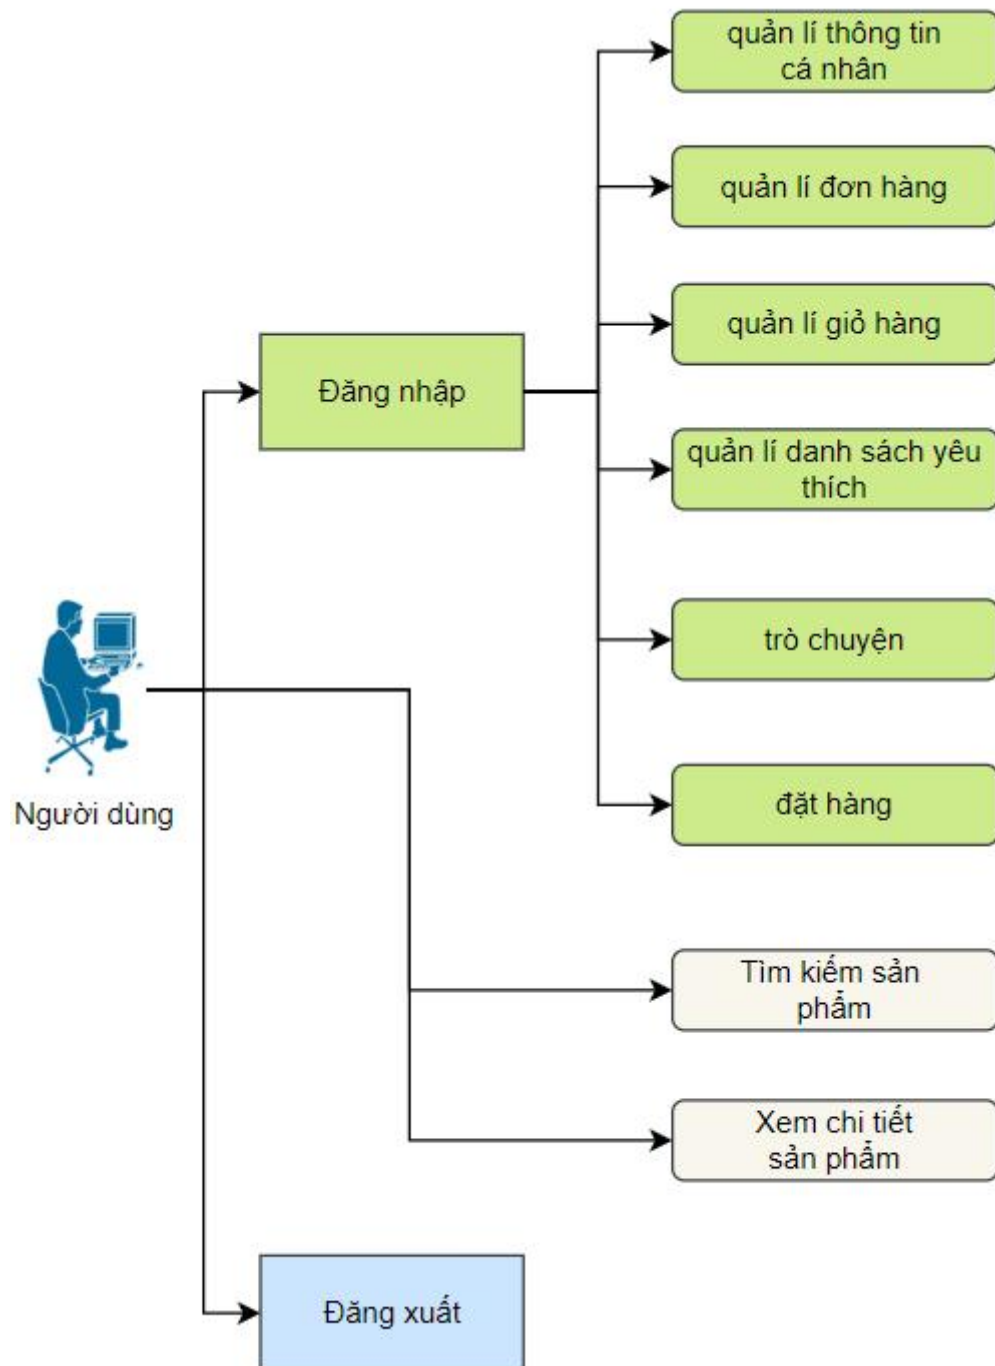 quản lí thông tin
cá nhân
quản lí đơn hàng
quản lí giỏ hàng
Đăng nhập
quản lí danh sách yêu
thích
trò chuyện
Người dùng
đặt hàng
Tìm kiếm sản
phẩm
Xem chi tiết
sản phẩm
Đăng xuất